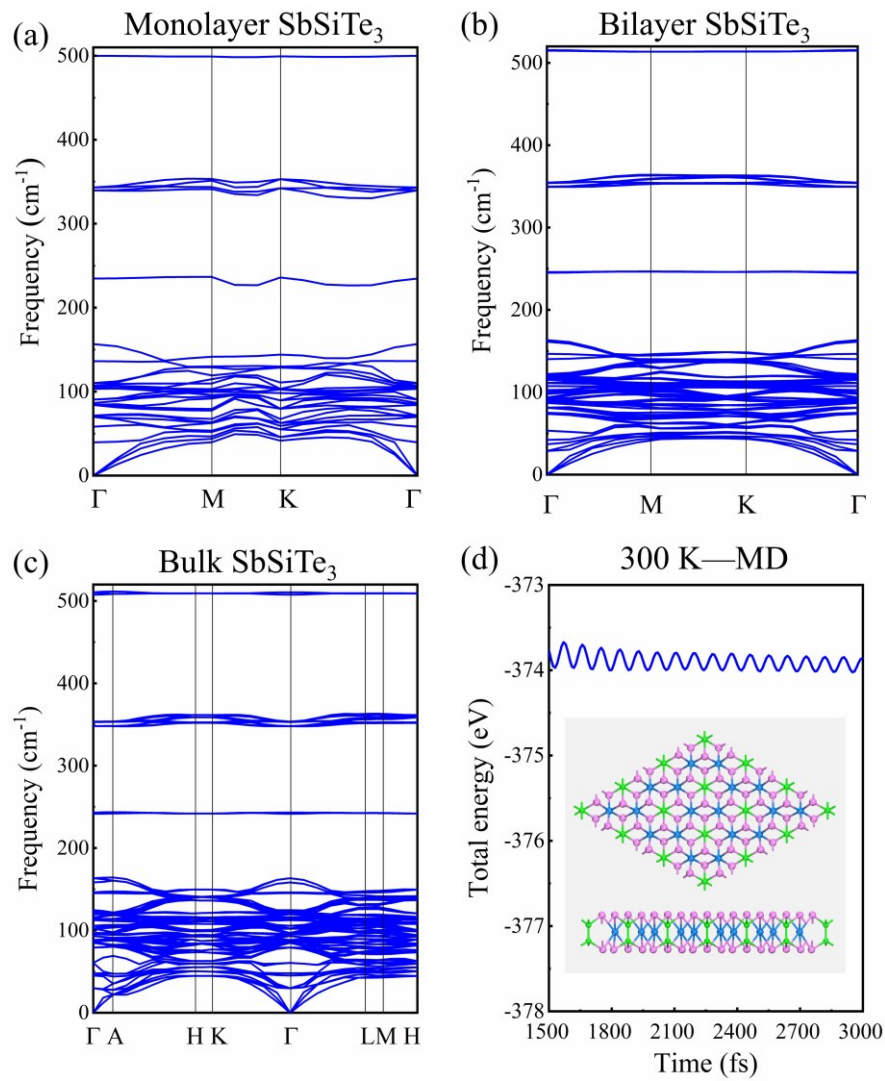 (a) Monolayer SbSiTe₃
Frequency (cm⁻¹)
500
400
300
200
100
0
Γ M K Γ
(b) Bilayer SbSiTe₃
Frequency (cm⁻¹)
500
400
300
200
100
0
Γ M K Γ
(c) Bulk SbSiTe₃
Frequency (cm⁻¹)
500
400
300
200
100
0
Γ A H K Γ L M H
(d) 300 K—MD
Total energy (eV)
-373
-374
-375
-376
-377
-378
1500 1800 2100 2400 2700 3000
Time (fs)